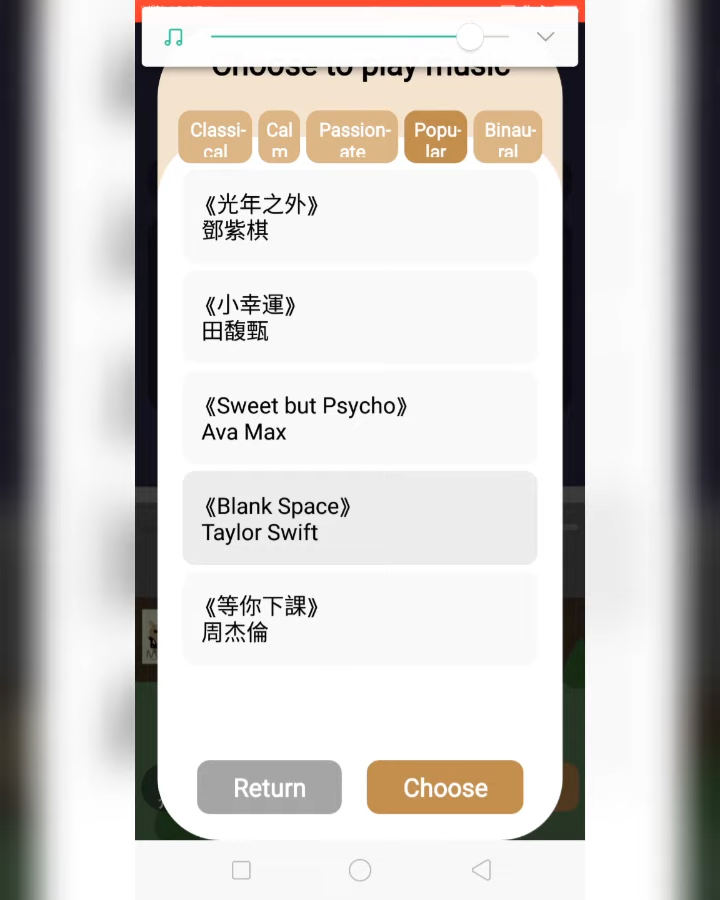 Choose to play music
Classi-
cal
Cal
m
Passion-
ate
Popu-
lar
Binau-
ral
《光年之外》
鄧紫棋
《小幸運》
田馥甄
《Sweet but Psycho》
Ava Max
《Blank Space》
Taylor Swift
《等你下課》
周杰倫
Return
Choose